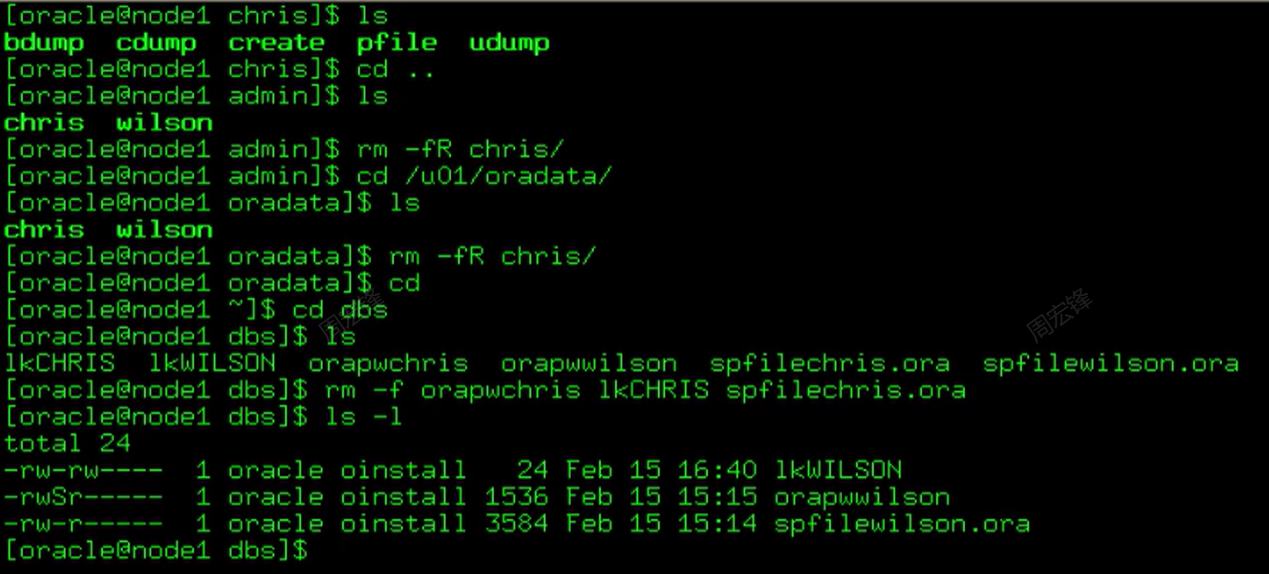 [oracle@node1 chris]$ ls
bdump  cdump  create  pfile  udump
[oracle@node1 chris]$ cd ..
[oracle@node1 admin]$ ls
chris  wilson
[oracle@node1 admin]$ rm -fR chris/
[oracle@node1 admin]$ cd /u01/oradata/
[oracle@node1 oradata]$ ls
chris  wilson
[oracle@node1 oradata]$ rm -fR chris/
[oracle@node1 oradata]$ cd
[oracle@node1 ~]$ cd dbs
[oracle@node1 dbs]$ ls
lkCHRIS  lkWILSON  orapwchris  orapwwilson  spfilechris.ora  spfilewilson.ora
[oracle@node1 dbs]$ rm -f orapwchris lkCHRIS spfilechris.ora
[oracle@node1 dbs]$ ls -l
total 24
-rw-rw----  1 oracle oinstall   24 Feb 15 16:40 lkWILSON
-rwSr-----  1 oracle oinstall 1536 Feb 15 15:15 orapwwilson
-rw-r-----  1 oracle oinstall 3584 Feb 15 15:14 spfilewilson.ora
[oracle@node1 dbs]$
周宏锋
周宏锋